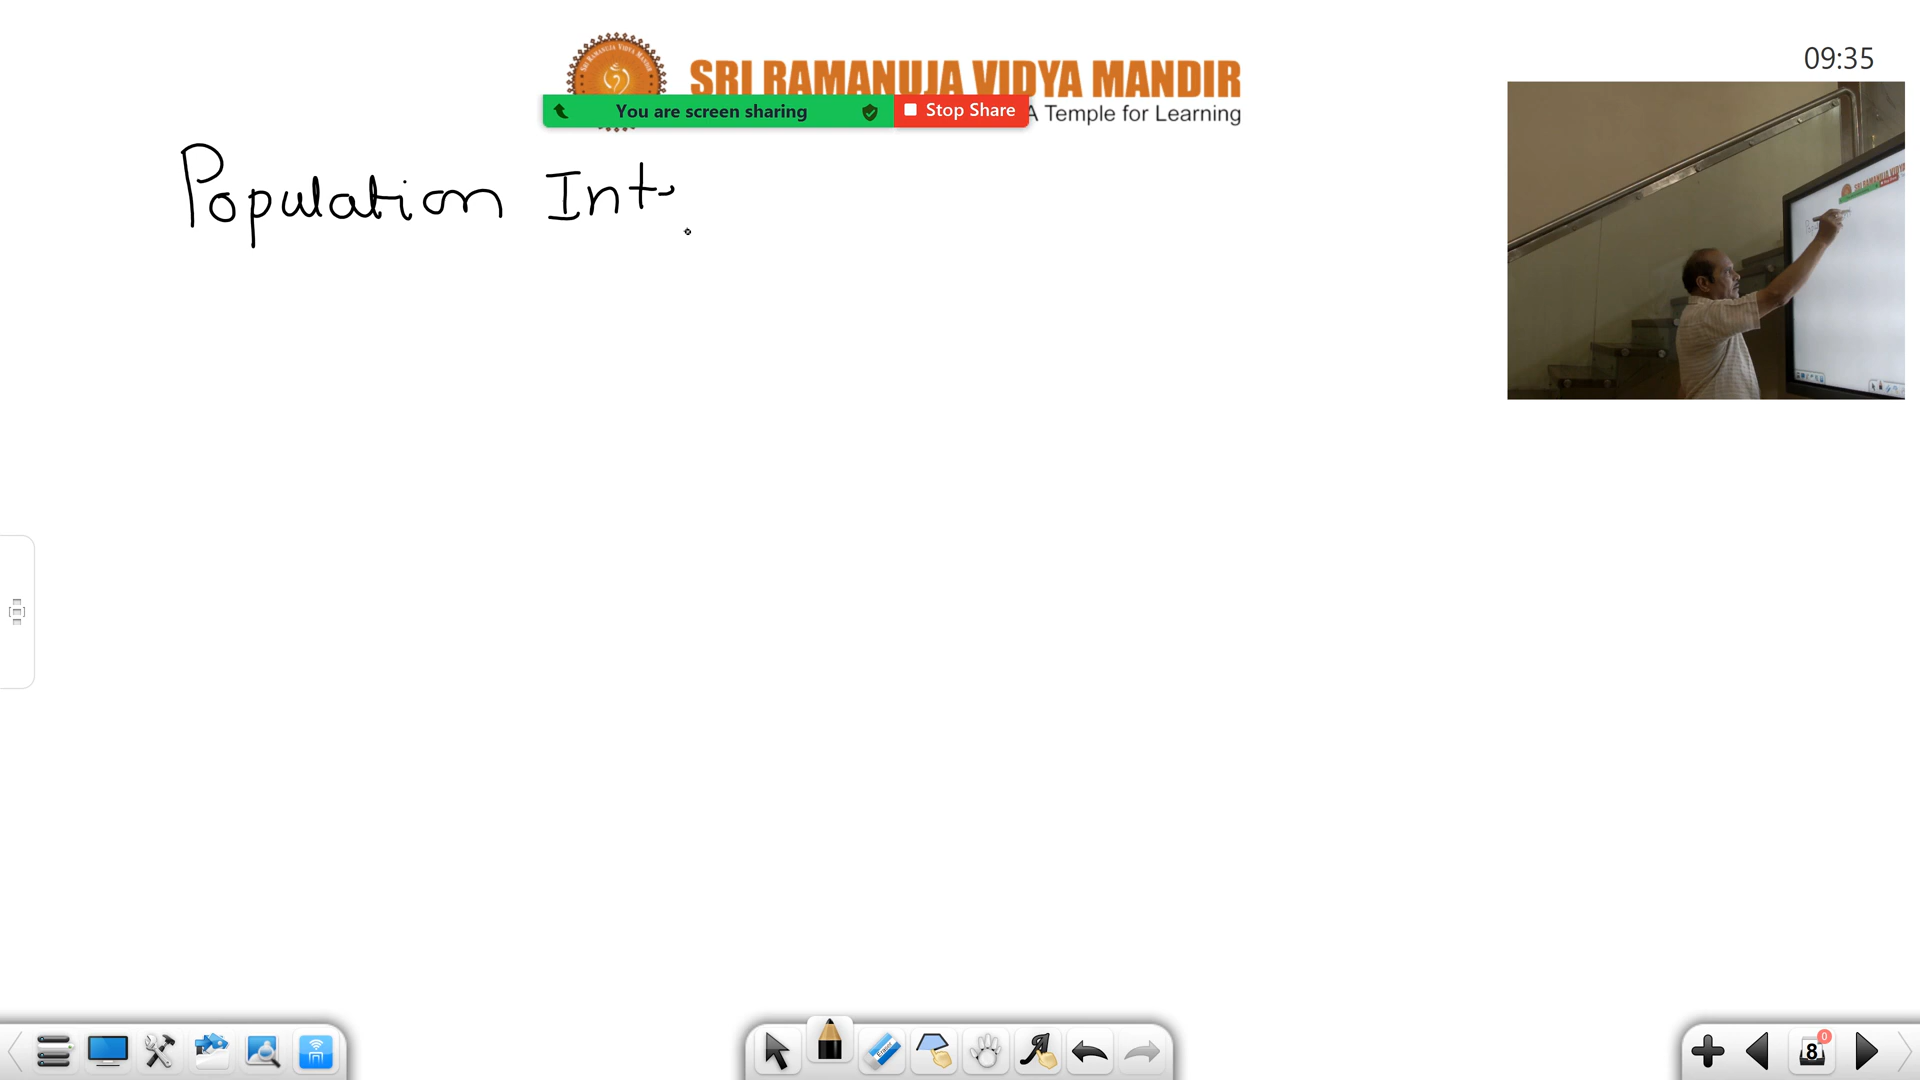 09:35
SRI RAMANUJA VIDYA MANDIR
You are screen sharing
Stop Share
A Temple for Learning
Population Int
8
0